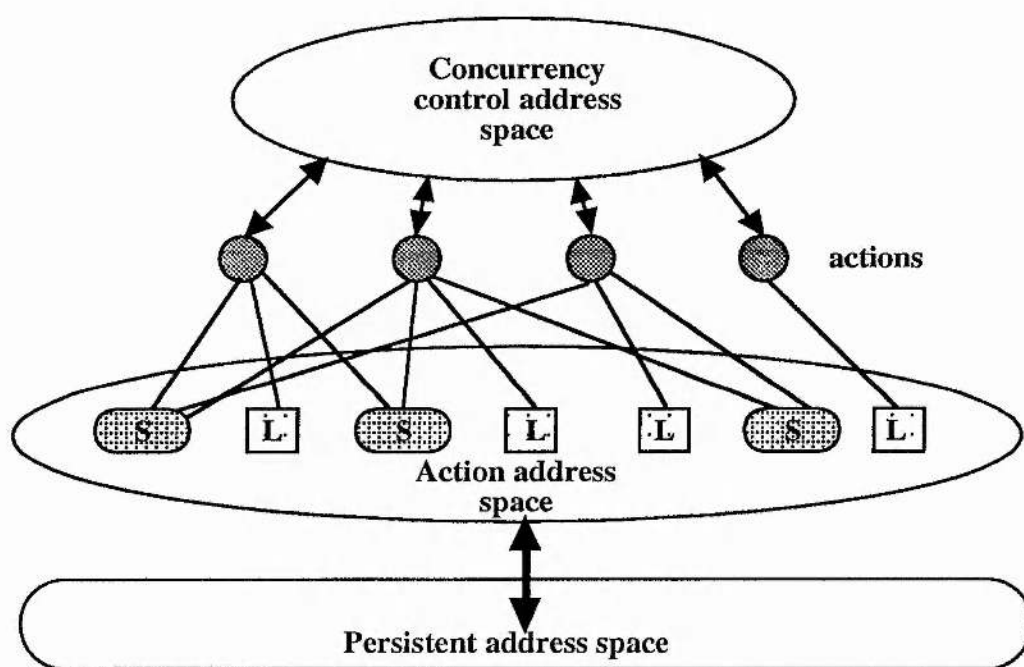 Concurrency
control address
space
actions
S L S L L S L
Action address
space
Persistent address space